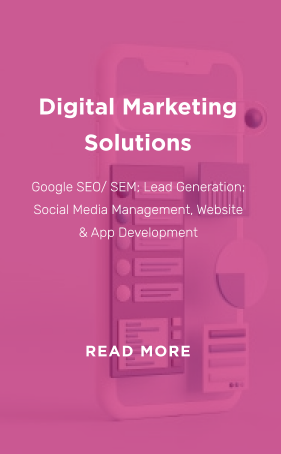 Digital Marketing
Solutions
Google SEO/ SEM; Lead Generation;
Social Media Management, Website
& App Development
READ MORE